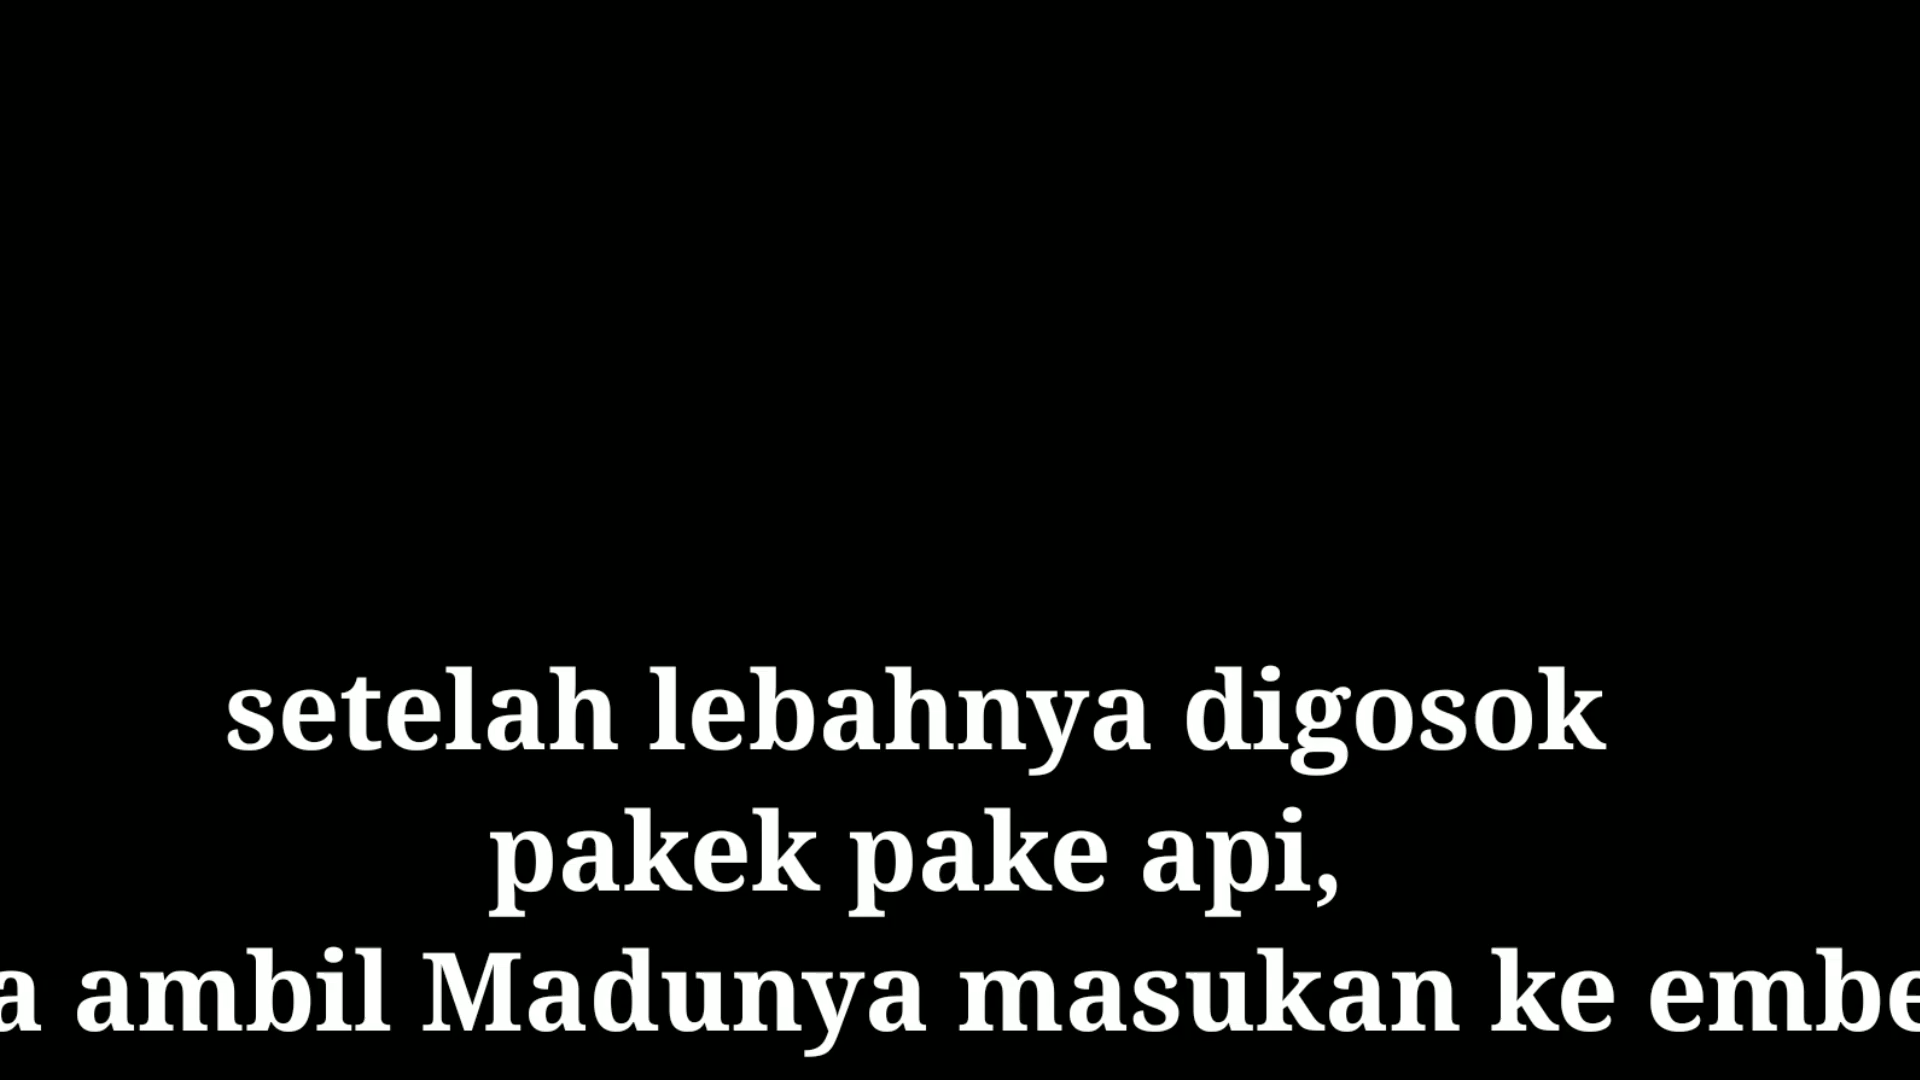 setelah lebahnya digosok
pakek pake api,
ambil Madunya masukan ke